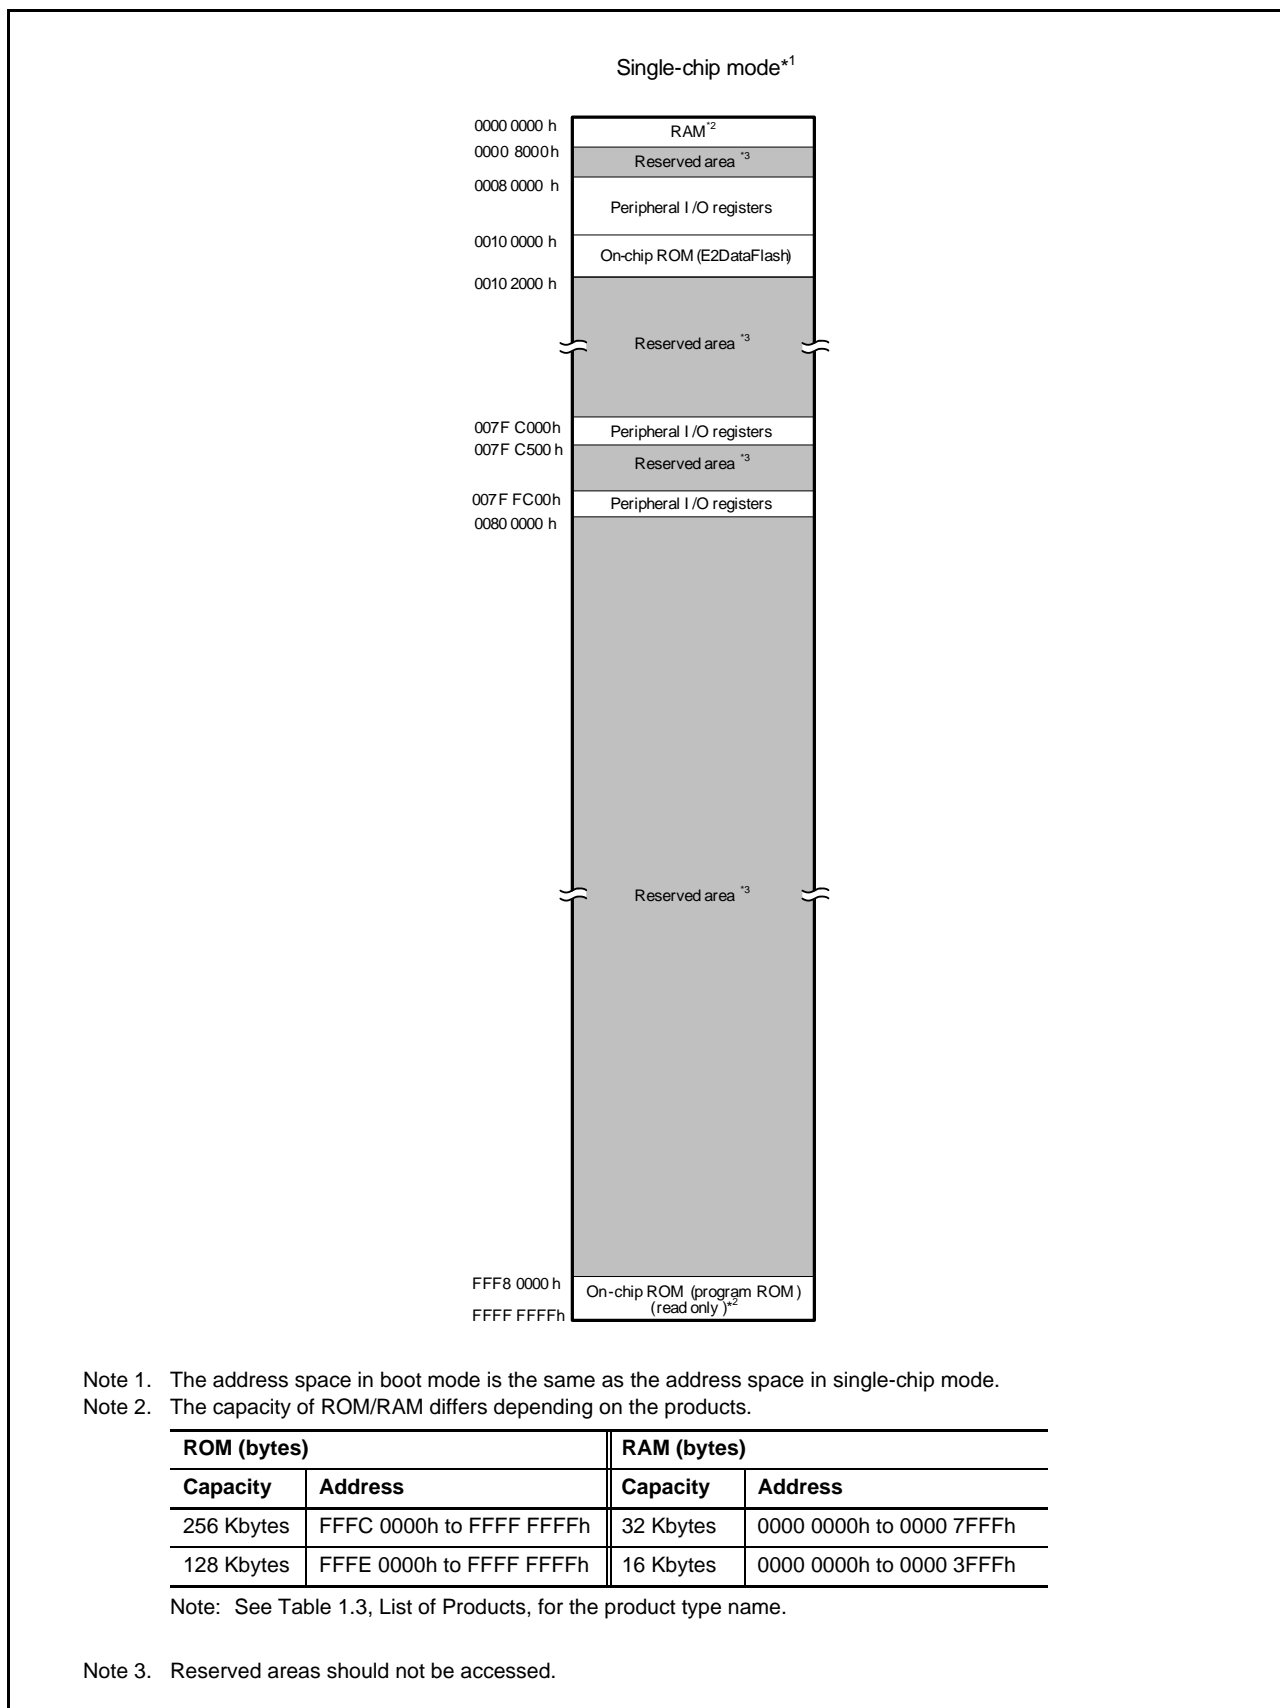 Single-chip mode*1
0000 0000 h
RAM*2
0000 8000h
Reserved area *3
0008 0000 h
Peripheral I /O registers
0010 0000 h
On-chip ROM (E2DataFlash)
0010 2000 h
Reserved area *3
007F C000h
Peripheral I /O registers
007F C500 h
Reserved area *3
007F FC00h
Peripheral I /O registers
0080 0000 h
Reserved area *3
FFF8 0000 h
On-chip ROM (program ROM )
(read only )*2
FFFF FFFFh
Note 1. The address space in boot mode is the same as the address space in single-chip mode.
Note 2. The capacity of ROM/RAM differs depending on the products.
ROM (bytes) RAM (bytes)
Capacity Address Capacity Address
256 Kbytes FFFC 0000h to FFFF FFFFh 32 Kbytes 0000 0000h to 0000 7FFFh
128 Kbytes FFFE 0000h to FFFF FFFFh 16 Kbytes 0000 0000h to 0000 3FFFh
Note: See Table 1.3, List of Products, for the product type name.
Note 3. Reserved areas should not be accessed.